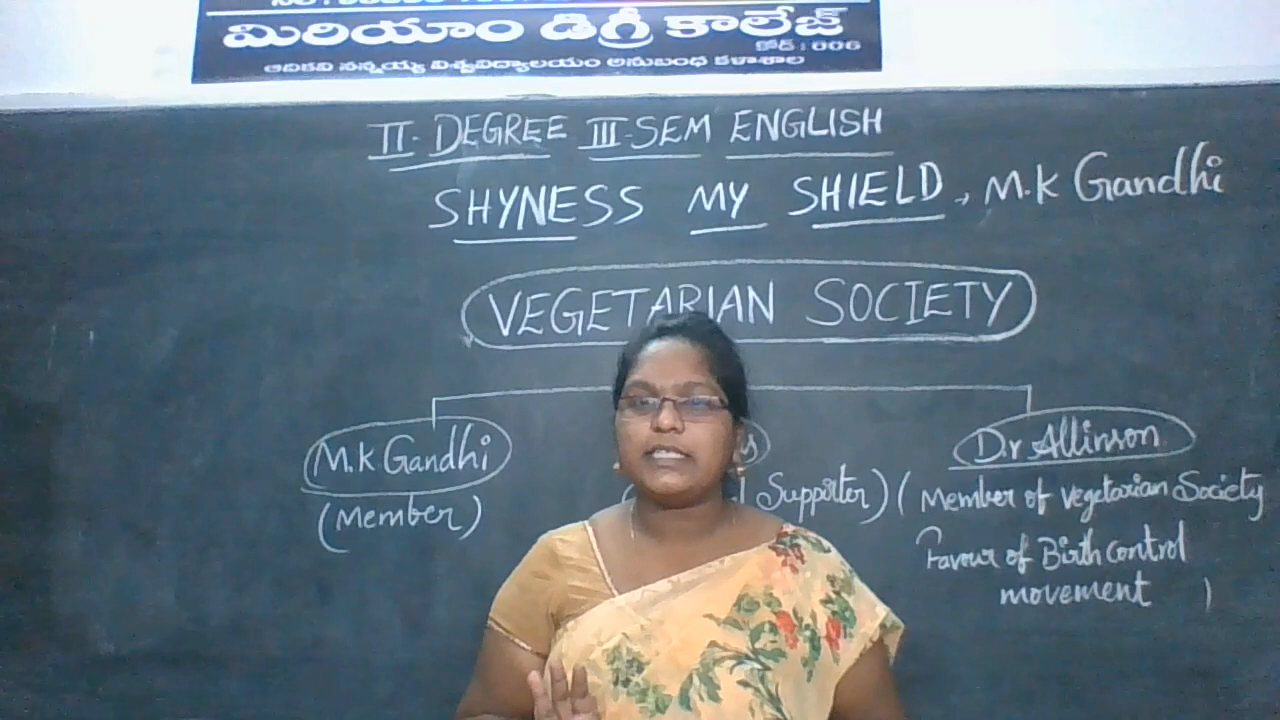 మిరియాం డిగ్రీ కాలేజ్
కోడ్ : 006
ఆదికవి నన్నయ్య విశ్వవిద్యాలయం అనుబంధ కళాశాల
II- DEGREE III-SEM ENGLISH
SHYNESS MY SHIELD, M.K Gandhi
VEGETARIAN SOCIETY
M.K Gandhi
Dr Allinson
(Member)
Supporter)
(Member of Vegetarian Society
Favour of Birth control
movement )